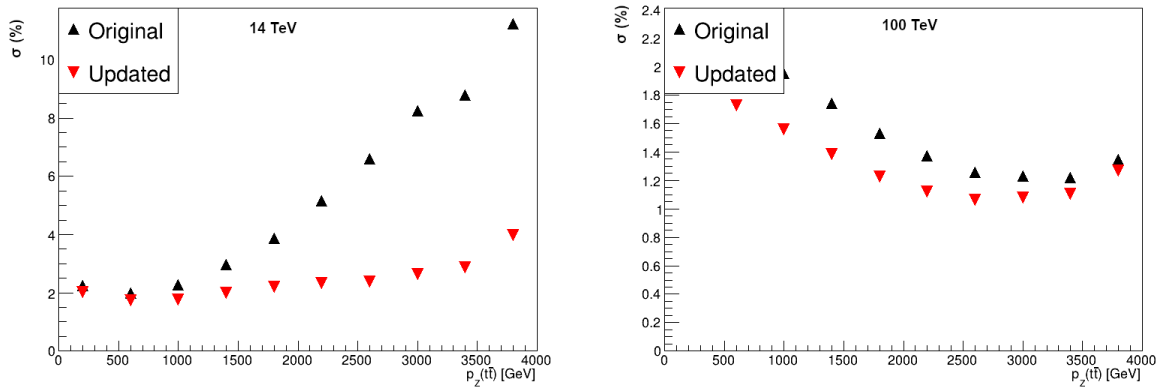 σ (%)
14 TeV
Original
Updated
10
8
6
4
2
0
0 500 1000 1500 2000 2500 3000 3500 4000
p_z(tt̄) [GeV]
σ (%)
100 TeV
Original
Updated
2.4
2.2
2
1.8
1.6
1.4
1.2
1
0.8
0.6
0.4
0.2
0
0 500 1000 1500 2000 2500 3000 3500 4000
p_z(tt̄) [GeV]